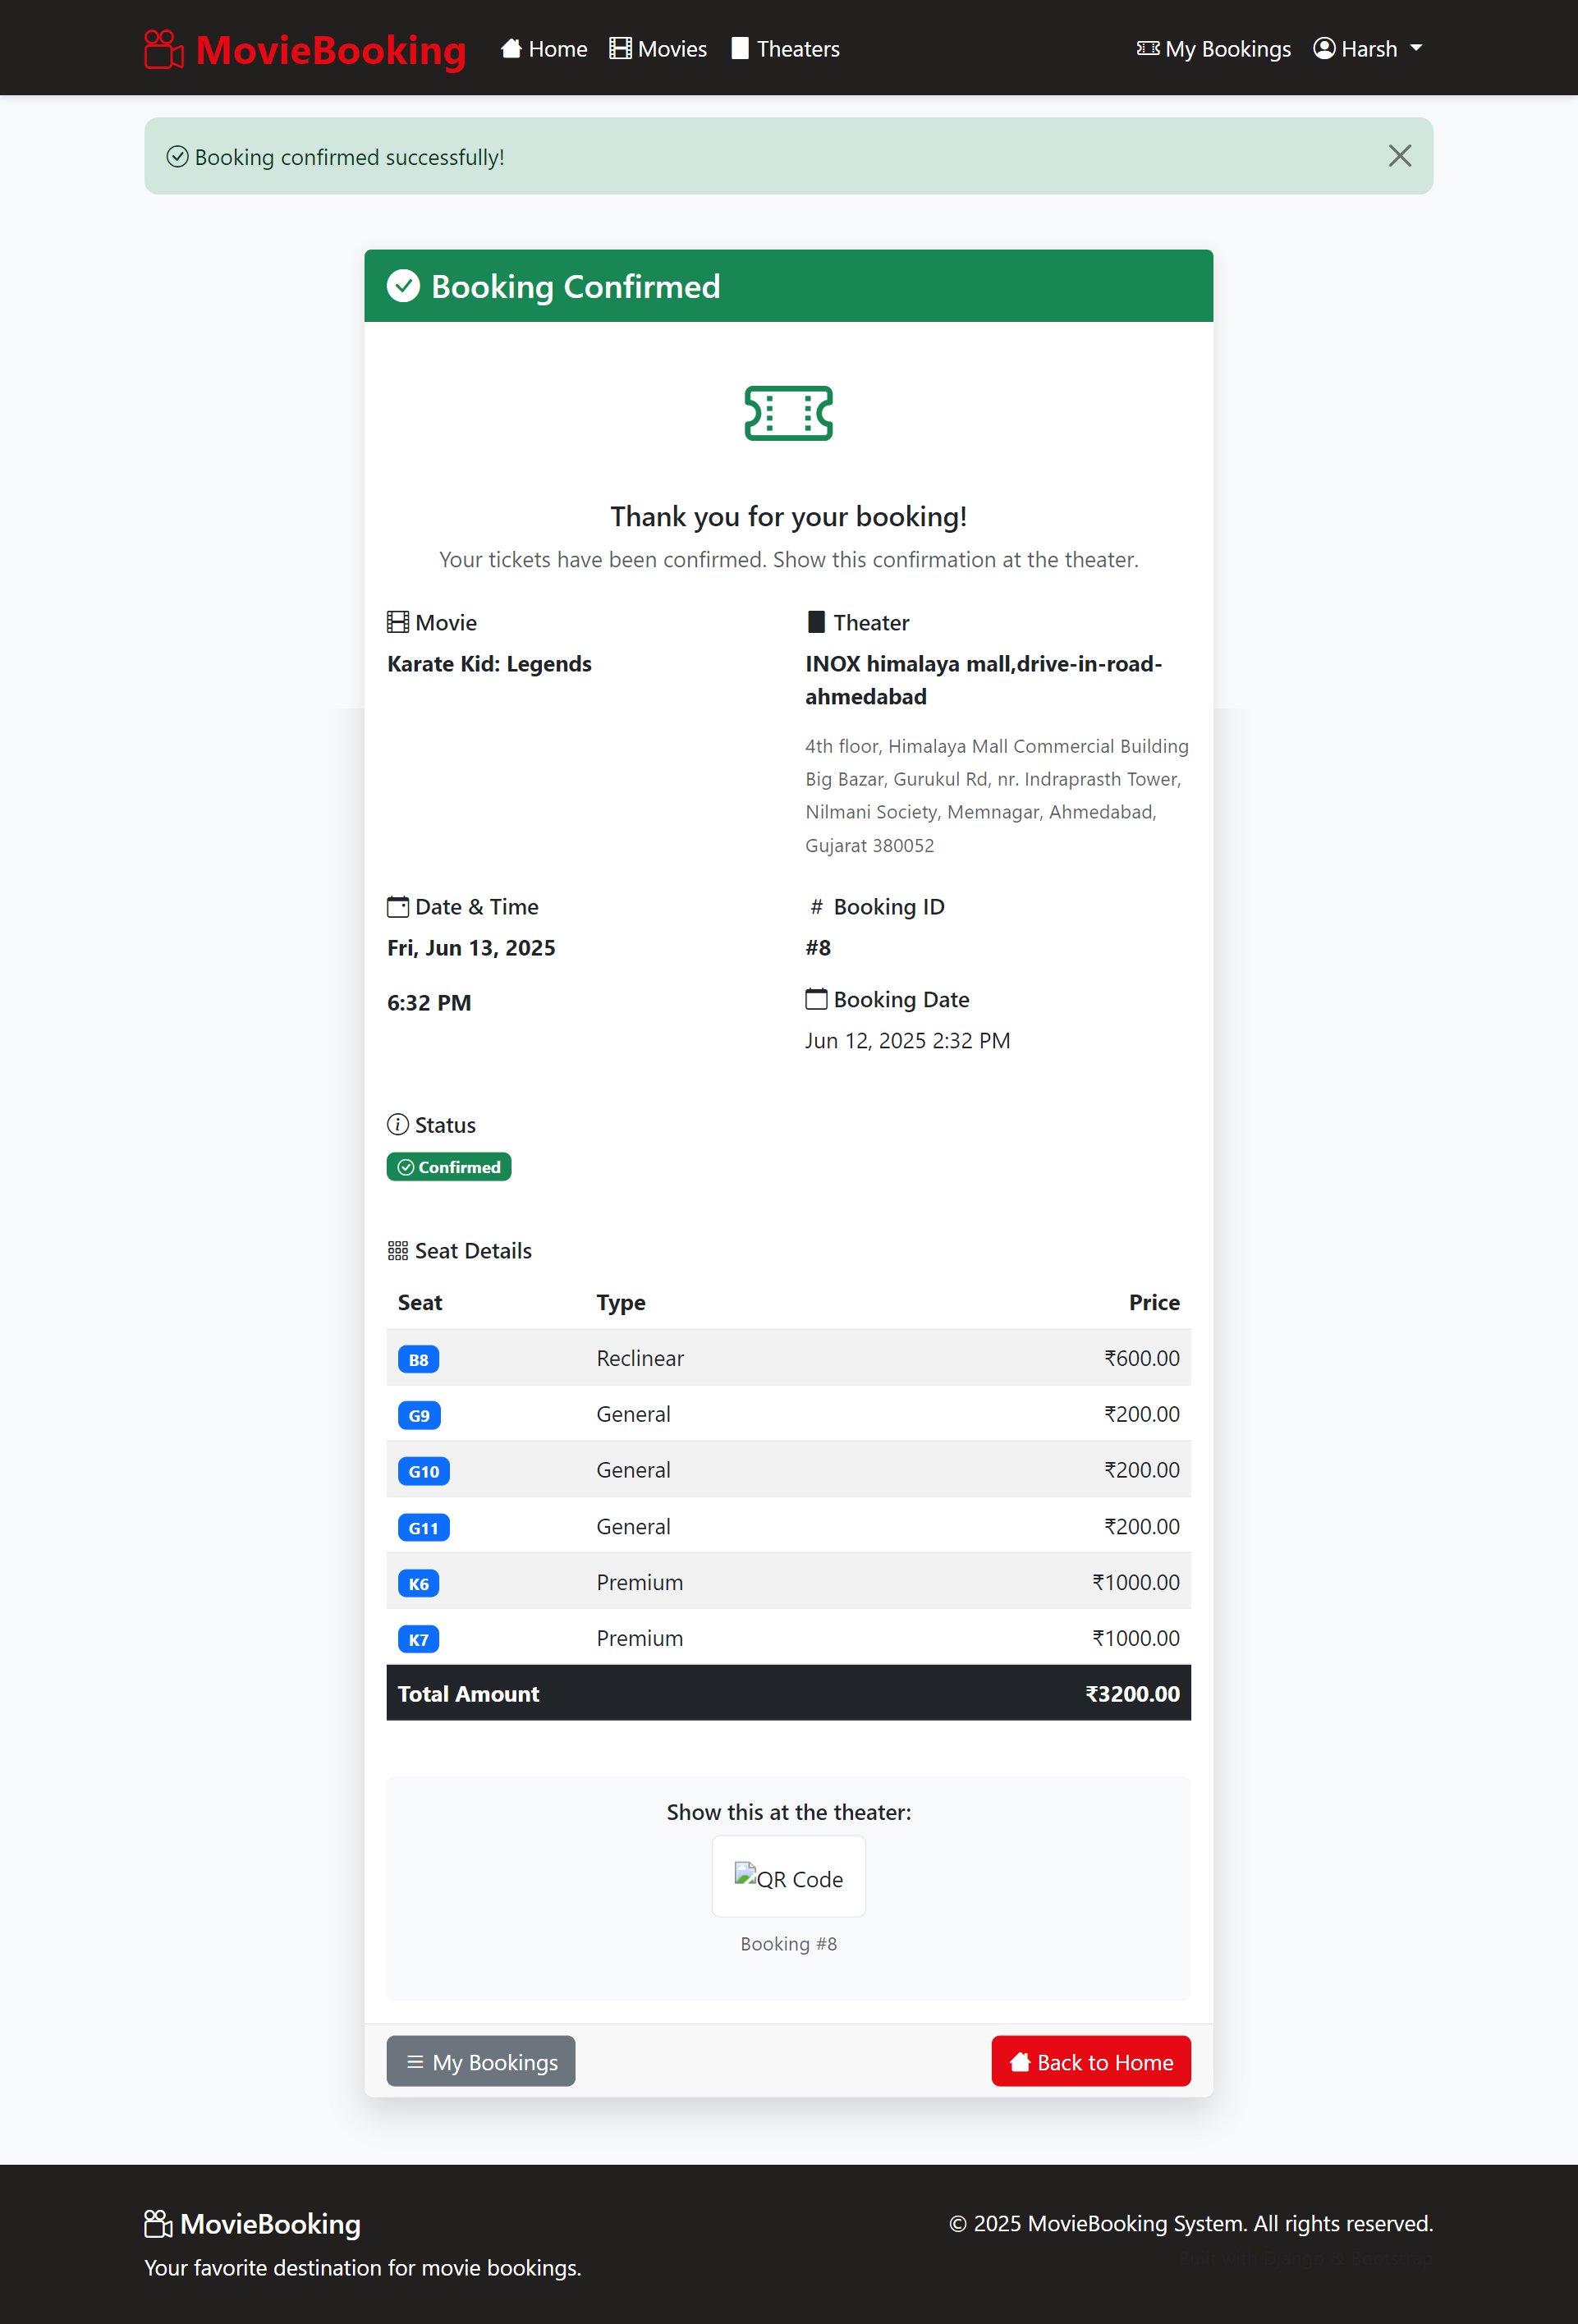 MovieBooking
Home
Movies
Theaters
My Bookings
Harsh
Booking confirmed successfully!
Booking Confirmed
Thank you for your booking!
Your tickets have been confirmed. Show this confirmation at the theater.
Movie
Karate Kid: Legends
Theater
INOX himalaya mall,drive-in-road-
ahmedabad
4th floor, Himalaya Mall Commercial Building
Big Bazar, Gurukul Rd, nr. Indraprasth Tower,
Nilmani Society, Memnagar, Ahmedabad,
Gujarat 380052
Date & Time
Fri, Jun 13, 2025
6:32 PM
# Booking ID
#8
Booking Date
Jun 12, 2025 2:32 PM
Status
Confirmed
Seat Details
Seat Type Price
B8 Reclinear ₹600.00
G9 General ₹200.00
G10 General ₹200.00
G11 General ₹200.00
K6 Premium ₹1000.00
K7 Premium ₹1000.00
Total Amount ₹3200.00
Show this at the theater:
QR Code
Booking #8
My Bookings
Back to Home
MovieBooking
Your favorite destination for movie bookings.
© 2025 MovieBooking System. All rights reserved.